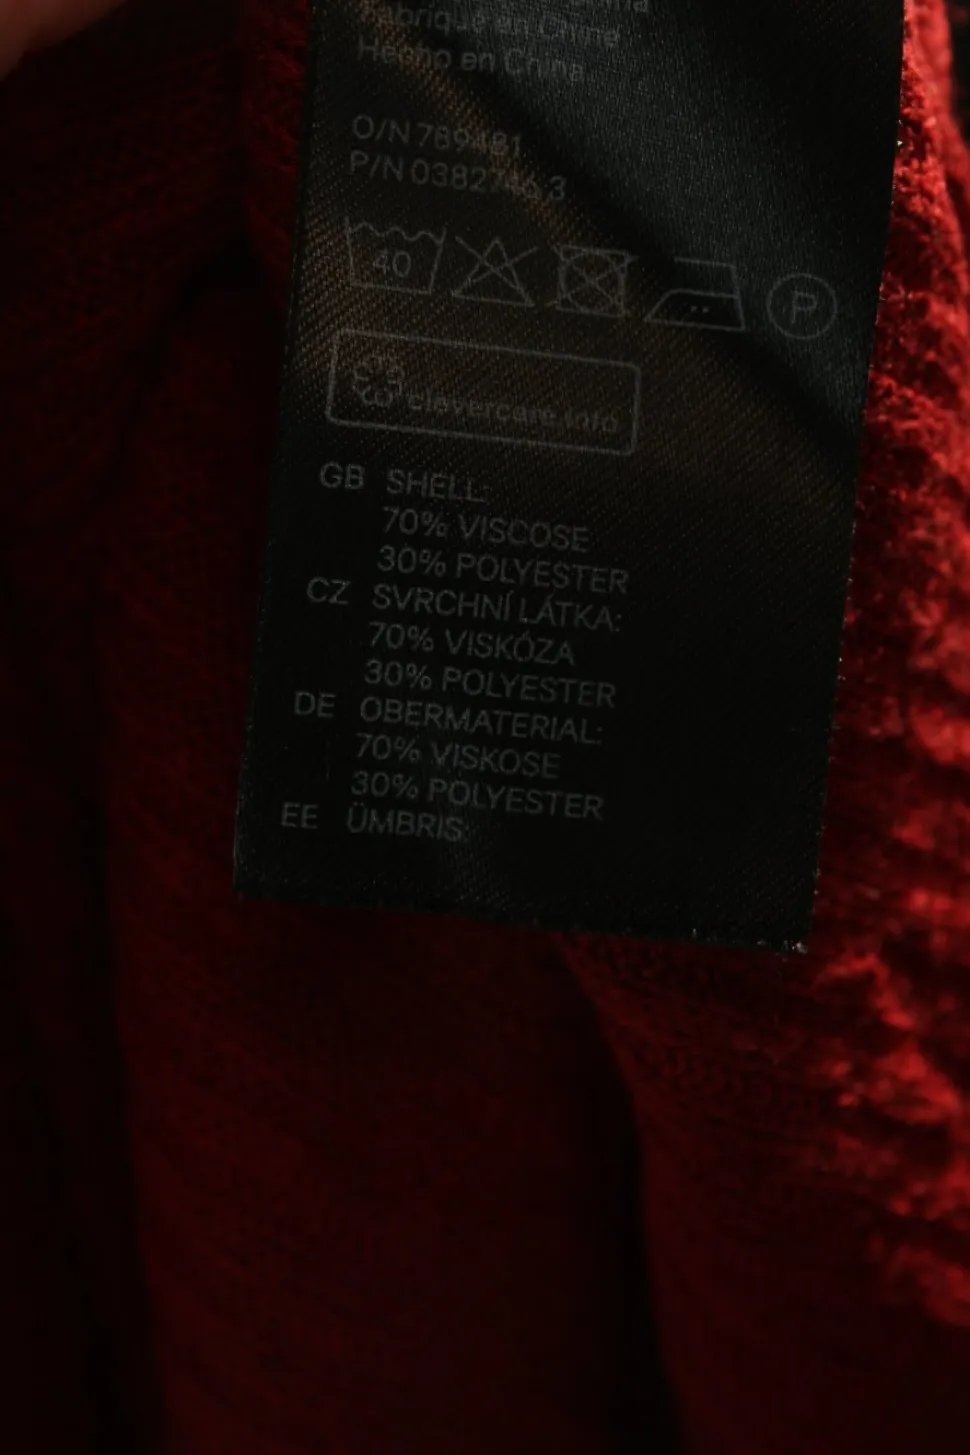 Fabriqué en Chine
Hecho en China
O/N 789481
P/N 0382746.3
40
P
clevercare.info
GB SHELL:
70% VISCOSE
30% POLYESTER
CZ SVRCHNÍ LÁTKA:
70% VISKÓZA
30% POLYESTER
DE OBERMATERIAL:
70% VISKOSE
30% POLYESTER
EE ÜMBRIS: